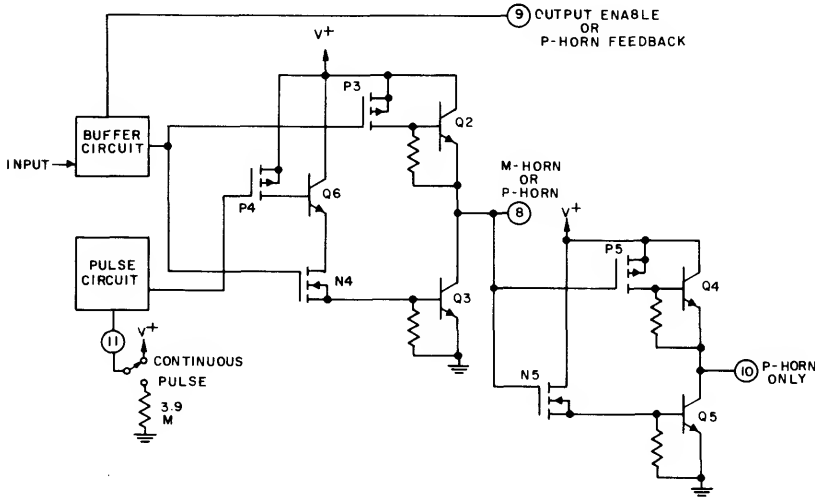 9 OUTPUT ENABLE
OR
P-HORN FEEDBACK
V+
P3
Q2
BUFFER
CIRCUIT
INPUT
M-HORN
OR
P-HORN
8
V+
P4
Q6
P5
Q4
PULSE
CIRCUIT
N4
Q3
11
V+
CONTINUOUS
PULSE
3.9
M
N5
10 P-HORN
ONLY
Q5